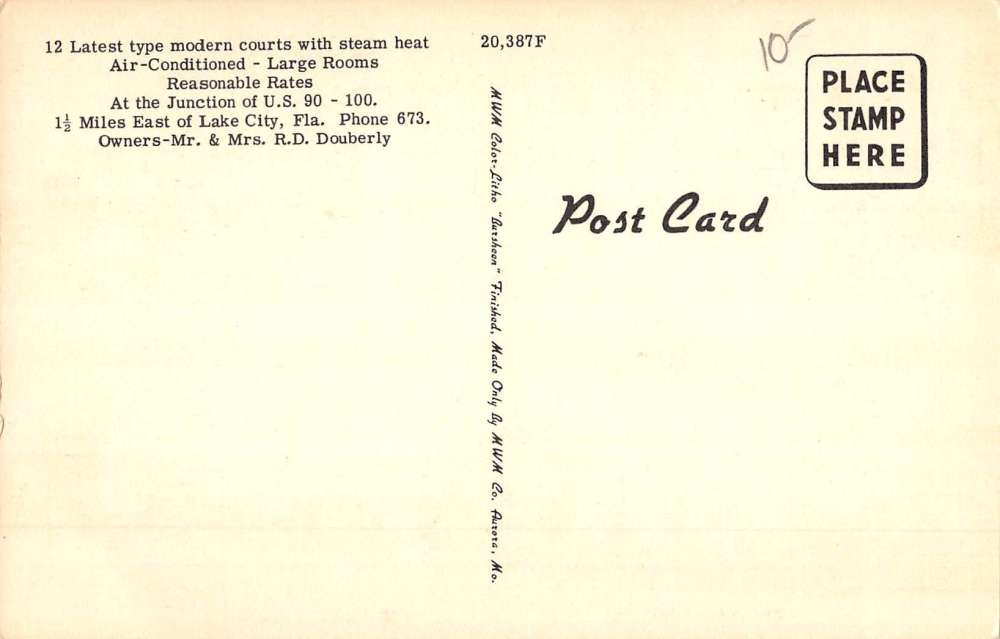 12 Latest type modern courts with steam heat
Air-Conditioned - Large Rooms
Reasonable Rates
At the Junction of U.S. 90 - 100.
1½ Miles East of Lake City, Fla. Phone 673.
Owners-Mr. & Mrs. R.D. Douberly
20,387F
MWM Color-Litho "Dursheen" Finished, Made Only By MWM Co. Aurora, Mo.
10-
PLACE
STAMP
HERE
Post Card